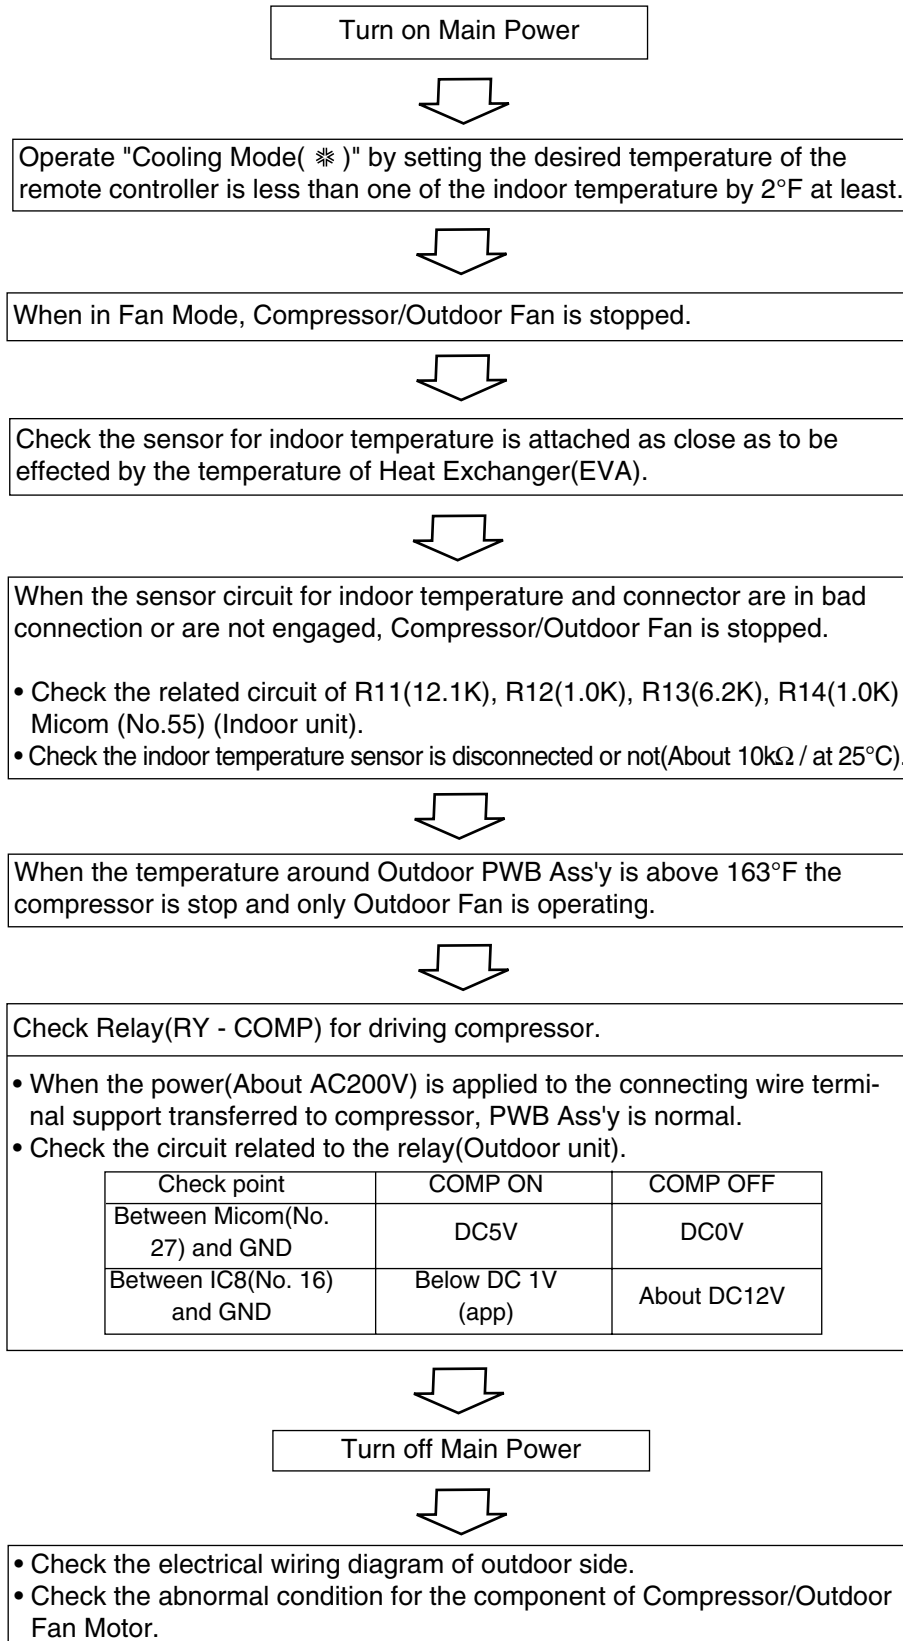 Turn on Main Power
Operate "Cooling Mode( ❋ )" by setting the desired temperature of the
remote controller is less than one of the indoor temperature by 2°F at least.
When in Fan Mode, Compressor/Outdoor Fan is stopped.
Check the sensor for indoor temperature is attached as close as to be
effected by the temperature of Heat Exchanger(EVA).
When the sensor circuit for indoor temperature and connector are in bad
connection or are not engaged, Compressor/Outdoor Fan is stopped.
• Check the related circuit of R11(12.1K), R12(1.0K), R13(6.2K), R14(1.0K)
Micom (No.55) (Indoor unit).
• Check the indoor temperature sensor is disconnected or not(About 10kΩ / at 25°C).
When the temperature around Outdoor PWB Ass'y is above 163°F the
compressor is stop and only Outdoor Fan is operating.
Check Relay(RY - COMP) for driving compressor.
• When the power(About AC200V) is applied to the connecting wire termi-
nal support transferred to compressor, PWB Ass'y is normal.
• Check the circuit related to the relay(Outdoor unit).
Check point COMP ON COMP OFF
Between Micom(No.
27) and GND DC5V DC0V
Between IC8(No. 16)
and GND Below DC 1V
(app) About DC12V
Turn off Main Power
• Check the electrical wiring diagram of outdoor side.
• Check the abnormal condition for the component of Compressor/Outdoor
Fan Motor.